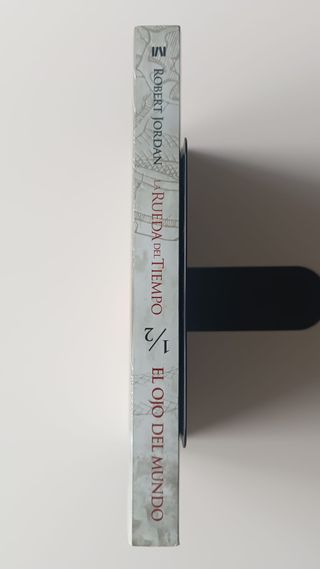 ROBERT JORDAN
LA RUEDA DEL TIEMPO
1/2
EL OJO DEL MUNDO